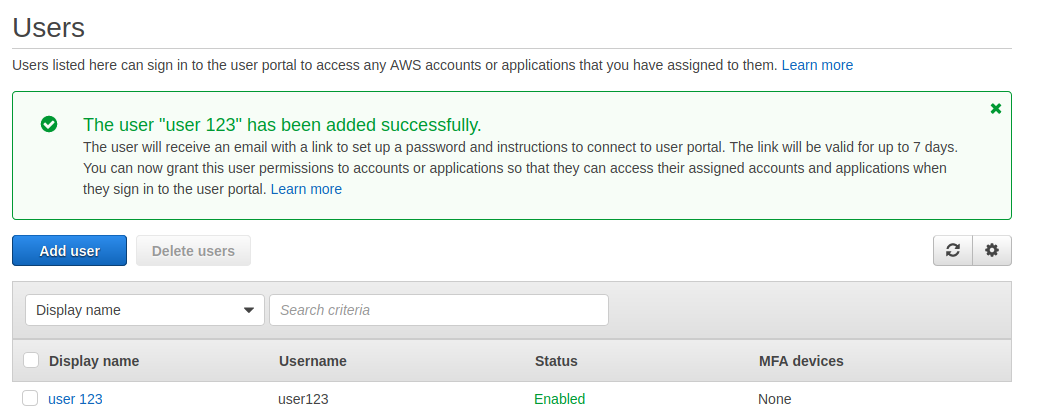 Users
Users listed here can sign in to the user portal to access any AWS accounts or applications that you have assigned to them. Learn more
The user "user 123" has been added successfully.
The user will receive an email with a link to set up a password and instructions to connect to user portal. The link will be valid for up to 7 days.
You can now grant this user permissions to accounts or applications so that they can access their assigned accounts and applications when
they sign in to the user portal. Learn more
Add user Delete users
Display name Search criteria
Display name Username Status MFA devices
user 123 user123 Enabled None